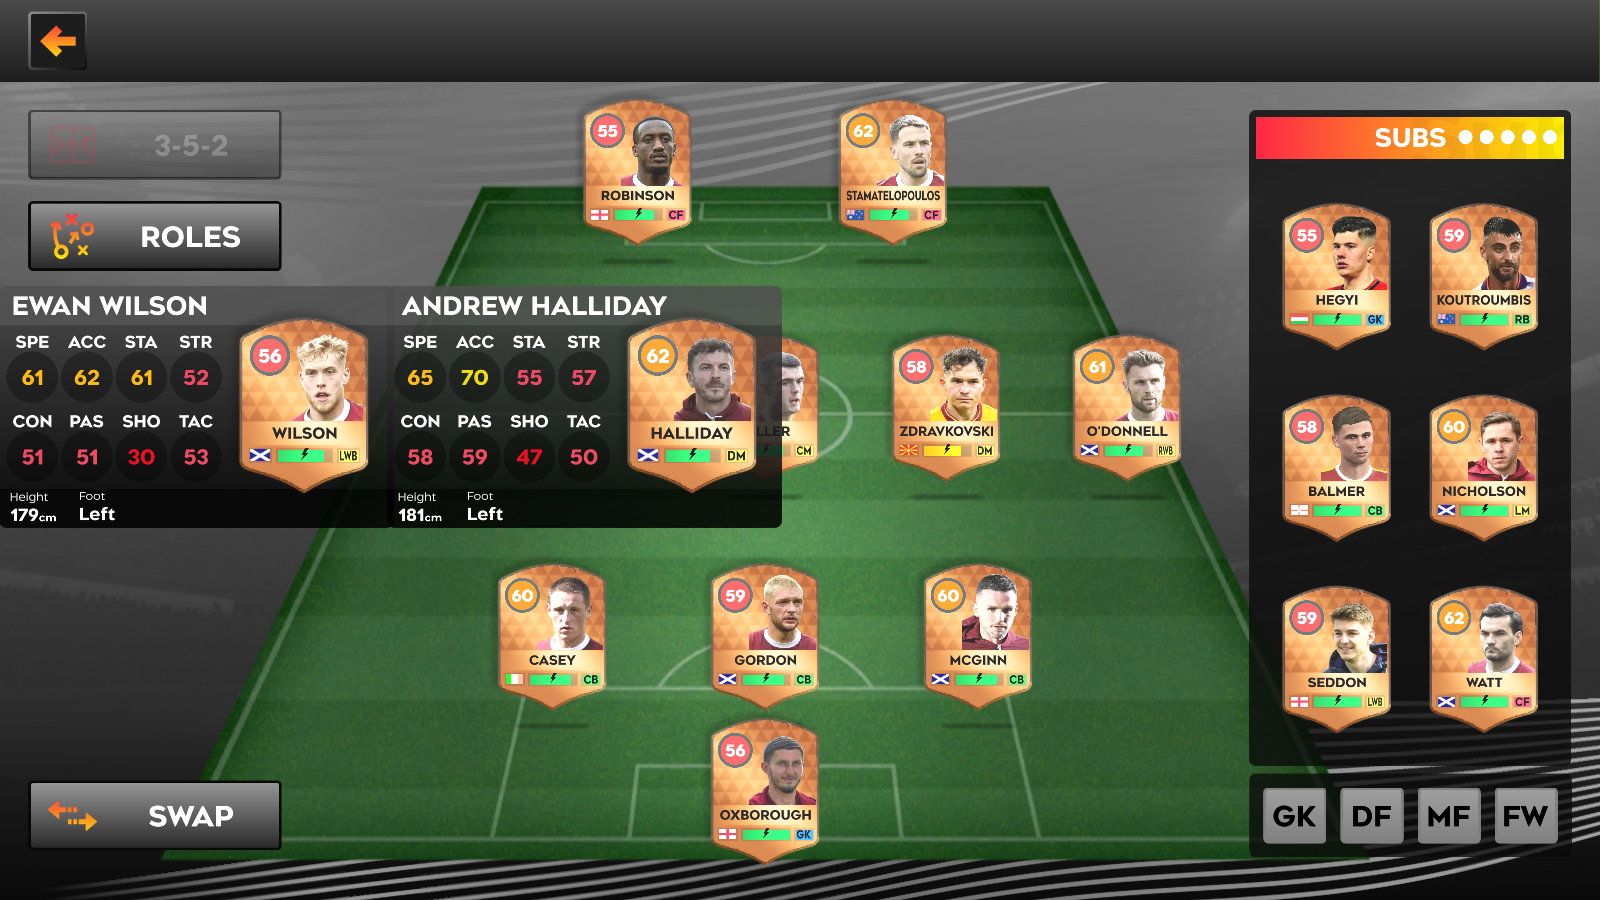 3-5-2
ROLES
55
ROBINSON
CF
62
STAMATELOPOULOS
CF
EWAN WILSON
SPE ACC STA STR
61 62 61 52
CON PAS SHO TAC
51 51 30 53
Height Foot
179cm Left
56
WILSON
LWB
ANDREW HALLIDAY
SPE ACC STA STR
65 70 55 57
CON PAS SHO TAC
58 59 47 50
Height Foot
181cm Left
62
HALLIDAY
DM
LLER
CM
58
ZDRAVKOVSKI
DM
61
O'DONNELL
RWB
60
CASEY
CB
59
GORDON
CB
60
MCGINN
CB
56
OXBOROUGH
GK
SWAP
SUBS
55
HEGYI
GK
59
KOUTROUMBIS
RB
58
BALMER
CB
60
NICHOLSON
LM
59
SEDDON
LWB
62
WATT
CF
GK DF MF FW